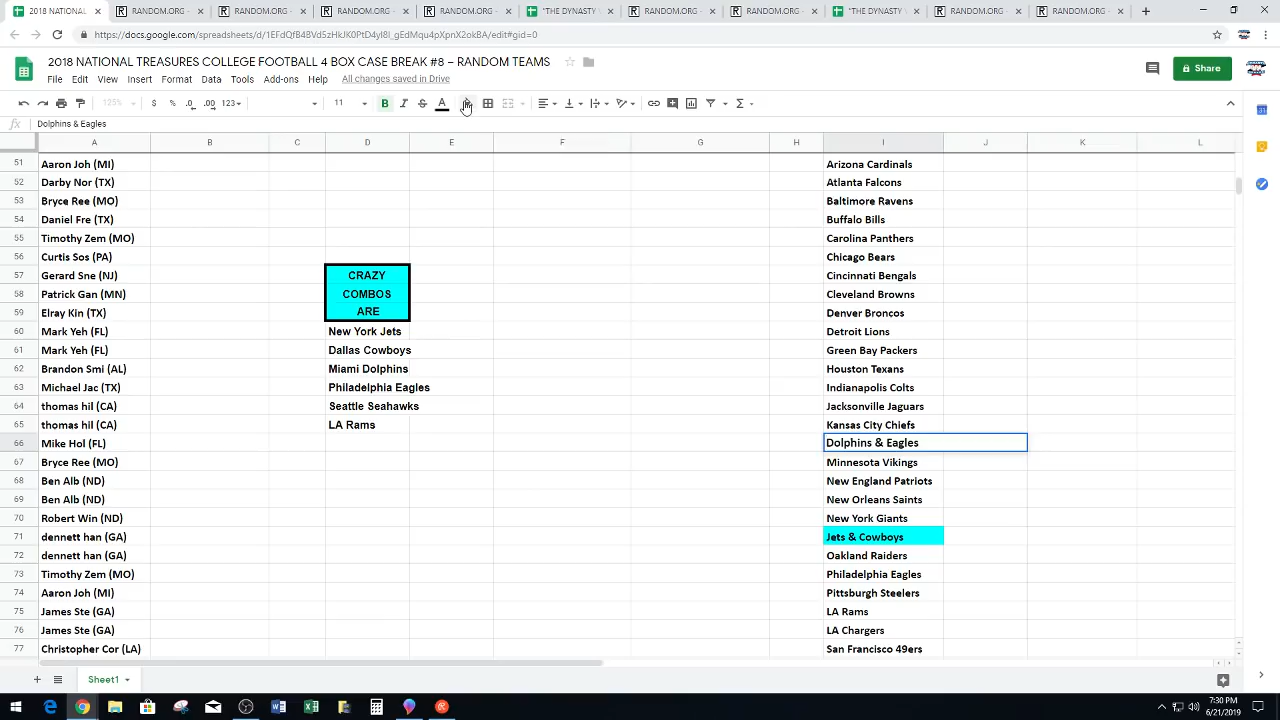 2018 NATIONAL
RANDOM.ORG -
RANDOM.ORG -
RANDOM.ORG -
RANDOM.ORG -
"THE DYNASTY
RANDOM.ORG -
RANDOM.ORG -
"THE DYNASTY
RANDOM.ORG -
RANDOM.ORG -
https://docs.google.com/spreadsheets/d/1EFdQfB4BVd5zHkJK0PtD4yI8I_gEdMqu4pXpnX2okBA/edit#gid=0
2018 NATIONAL TREASURES COLLEGE FOOTBALL 4 BOX CASE BREAK #8 – RANDOM TEAMS
File Edit View Insert Format Data Tools Add-ons Help All changes saved in Drive
Share
125% $ % .0 .00 123 11 B I S A
fx Dolphins & Eagles
A B C D E F G H I J K L
51 Aaron Joh (MI) Arizona Cardinals
52 Darby Nor (TX) Atlanta Falcons
53 Bryce Ree (MO) Baltimore Ravens
54 Daniel Fre (TX) Buffalo Bills
55 Timothy Zem (MO) Carolina Panthers
56 Curtis Sos (PA) Chicago Bears
57 Gerard Sne (NJ) CRAZY Cincinnati Bengals
58 Patrick Gan (MN) COMBOS Cleveland Browns
59 Elray Kin (TX) ARE Denver Broncos
60 Mark Yeh (FL) New York Jets Detroit Lions
61 Mark Yeh (FL) Dallas Cowboys Green Bay Packers
62 Brandon Smi (AL) Miami Dolphins Houston Texans
63 Michael Jac (TX) Philadelphia Eagles Indianapolis Colts
64 thomas hil (CA) Seattle Seahawks Jacksonville Jaguars
65 thomas hil (CA) LA Rams Kansas City Chiefs
66 Mike Hol (FL) Dolphins & Eagles
67 Bryce Ree (MO) Minnesota Vikings
68 Ben Alb (ND) New England Patriots
69 Ben Alb (ND) New Orleans Saints
70 Robert Win (ND) New York Giants
71 dennett han (GA) Jets & Cowboys
72 dennett han (GA) Oakland Raiders
73 Timothy Zem (MO) Philadelphia Eagles
74 Aaron Joh (MI) Pittsburgh Steelers
75 James Ste (GA) LA Rams
76 James Ste (GA) LA Chargers
77 Christopher Cor (LA) San Francisco 49ers
Sheet1
7:30 PM
6/21/2019